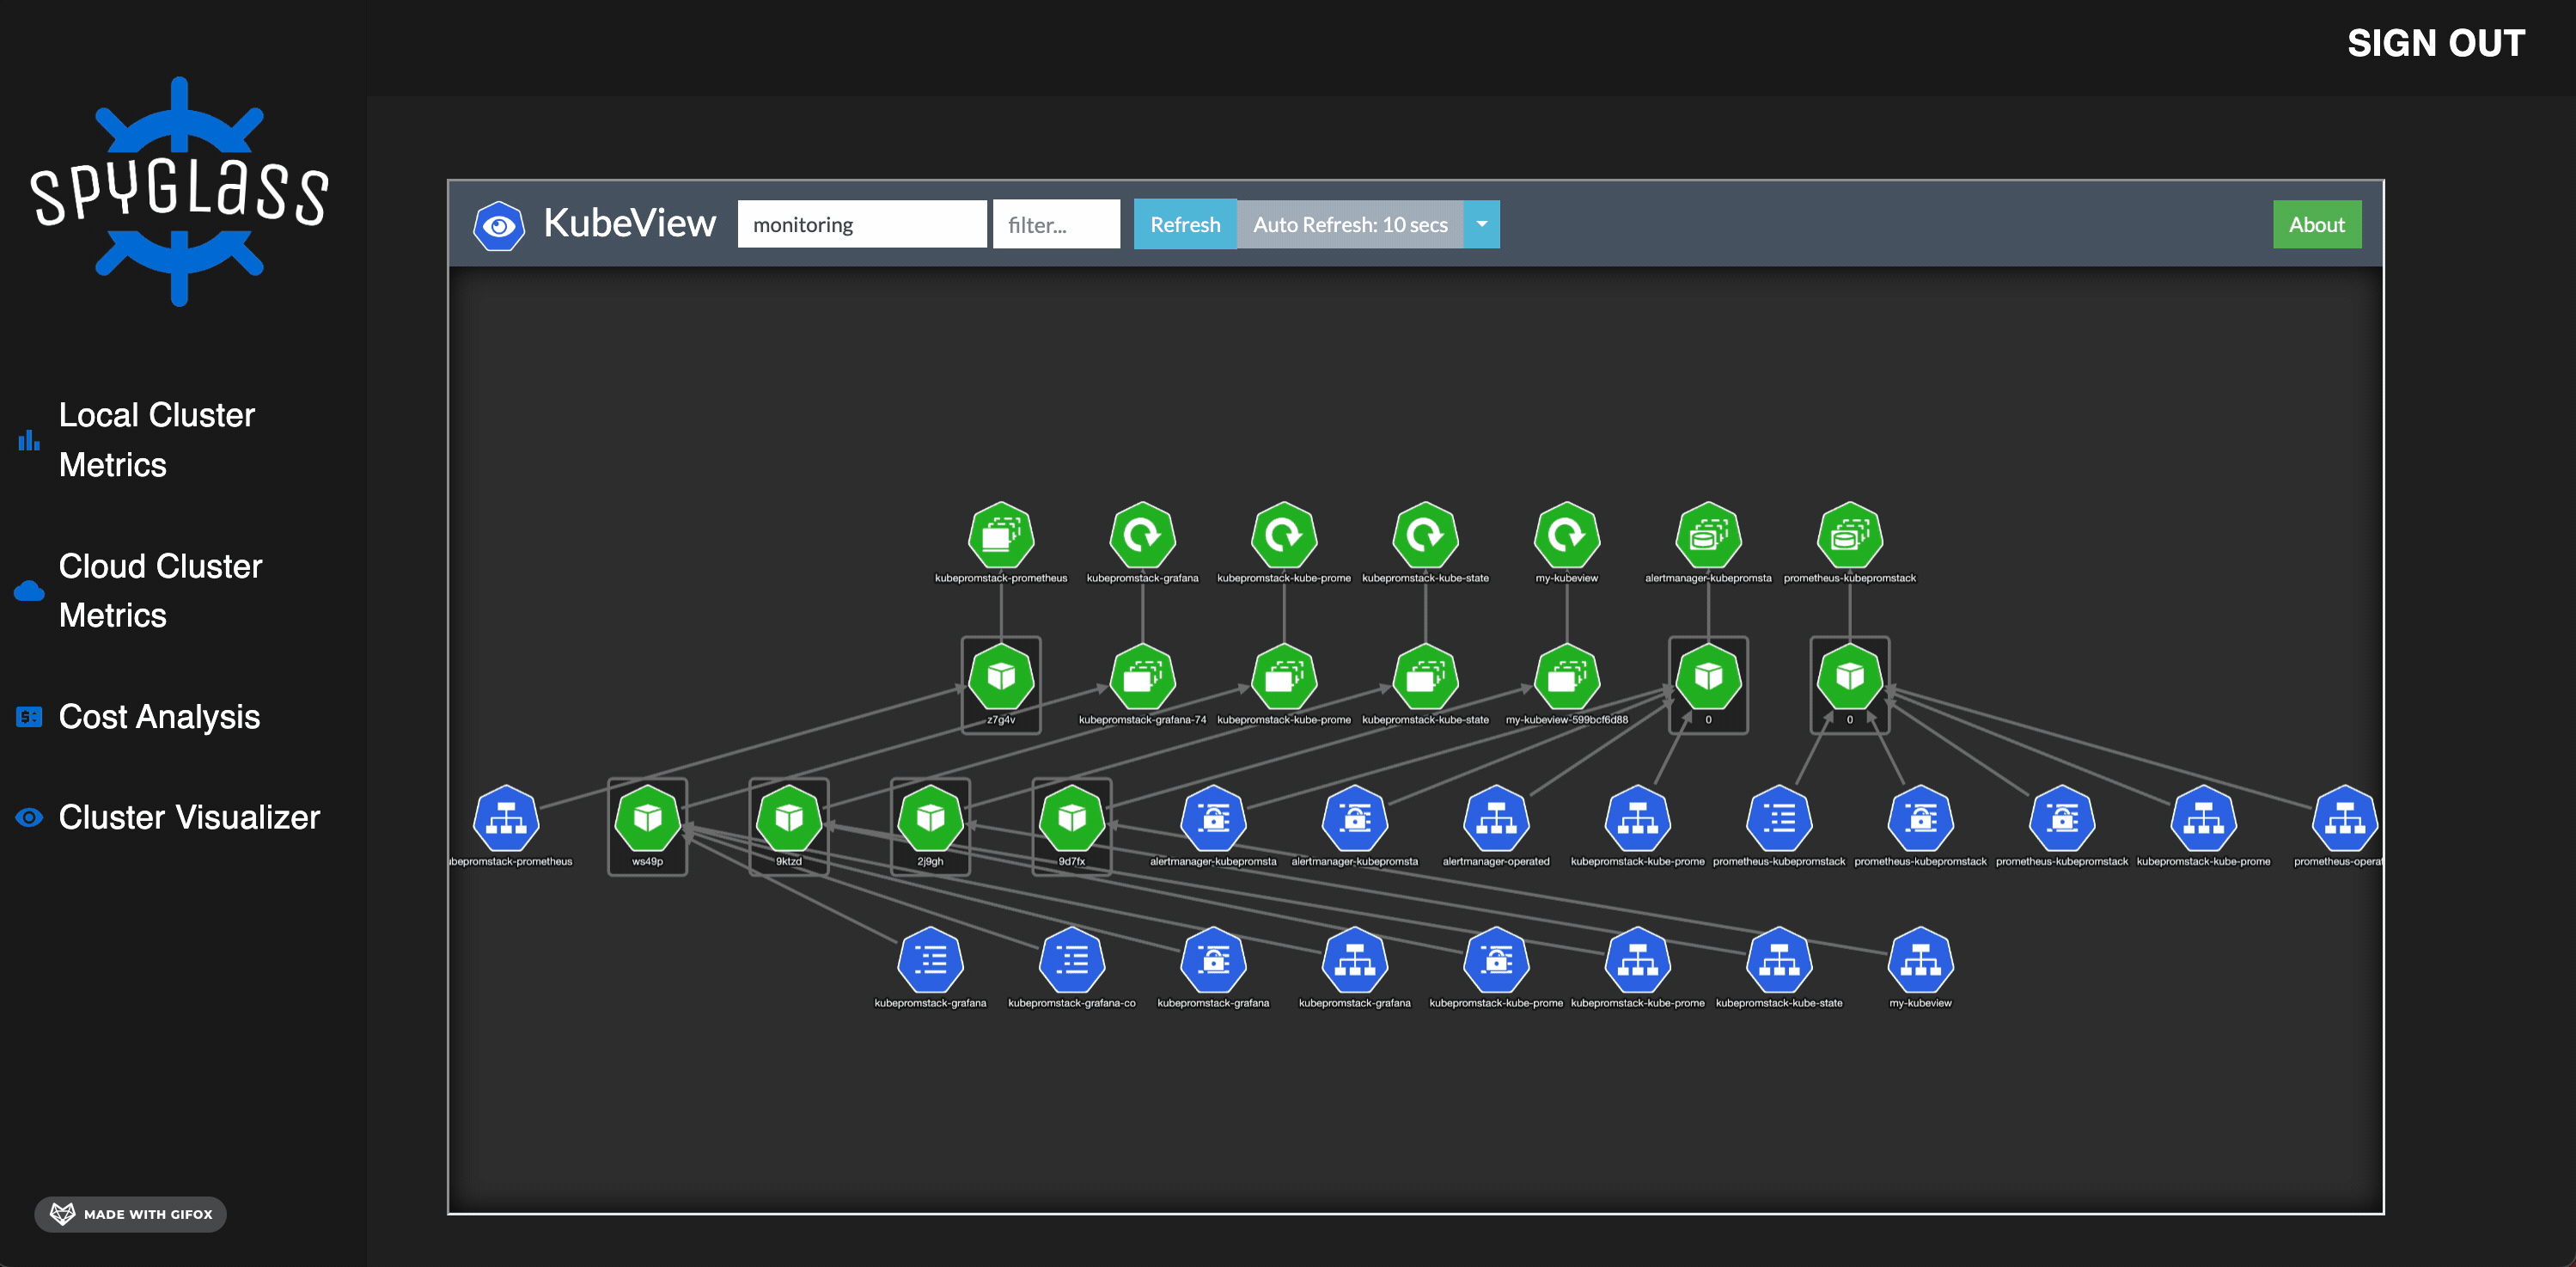 SIGN OUT
SPYGLASS
Local Cluster
Metrics
Cloud Cluster
Metrics
Cost Analysis
Cluster Visualizer
MADE WITH GIFOX
KubeView
monitoring
filter...
Refresh
Auto Refresh: 10 secs
About
kubepromstack-prometheus
kubepromstack-grafana
kubepromstack-kube-prome
kubepromstack-kube-state
my-kubeview
alertmanager-kubepromsta
prometheus-kubepromstack
z7g4v
kubepromstack-grafana-74
kubepromstack-kube-prome
kubepromstack-kube-state
my-kubeview-599bcf6d88
0
0
ubepromstack-prometheus
ws49p
9ktzd
2j9gh
9d7fx
alertmanager-kubepromsta
alertmanager-kubepromsta
alertmanager-operated
kubepromstack-kube-prome
prometheus-kubepromstack
prometheus-kubepromstack
prometheus-kubepromstack
kubepromstack-kube-prome
prometheus-operat
kubepromstack-grafana
kubepromstack-grafana-co
kubepromstack-grafana
kubepromstack-grafana
kubepromstack-kube-prome
kubepromstack-kube-prome
kubepromstack-kube-state
my-kubeview